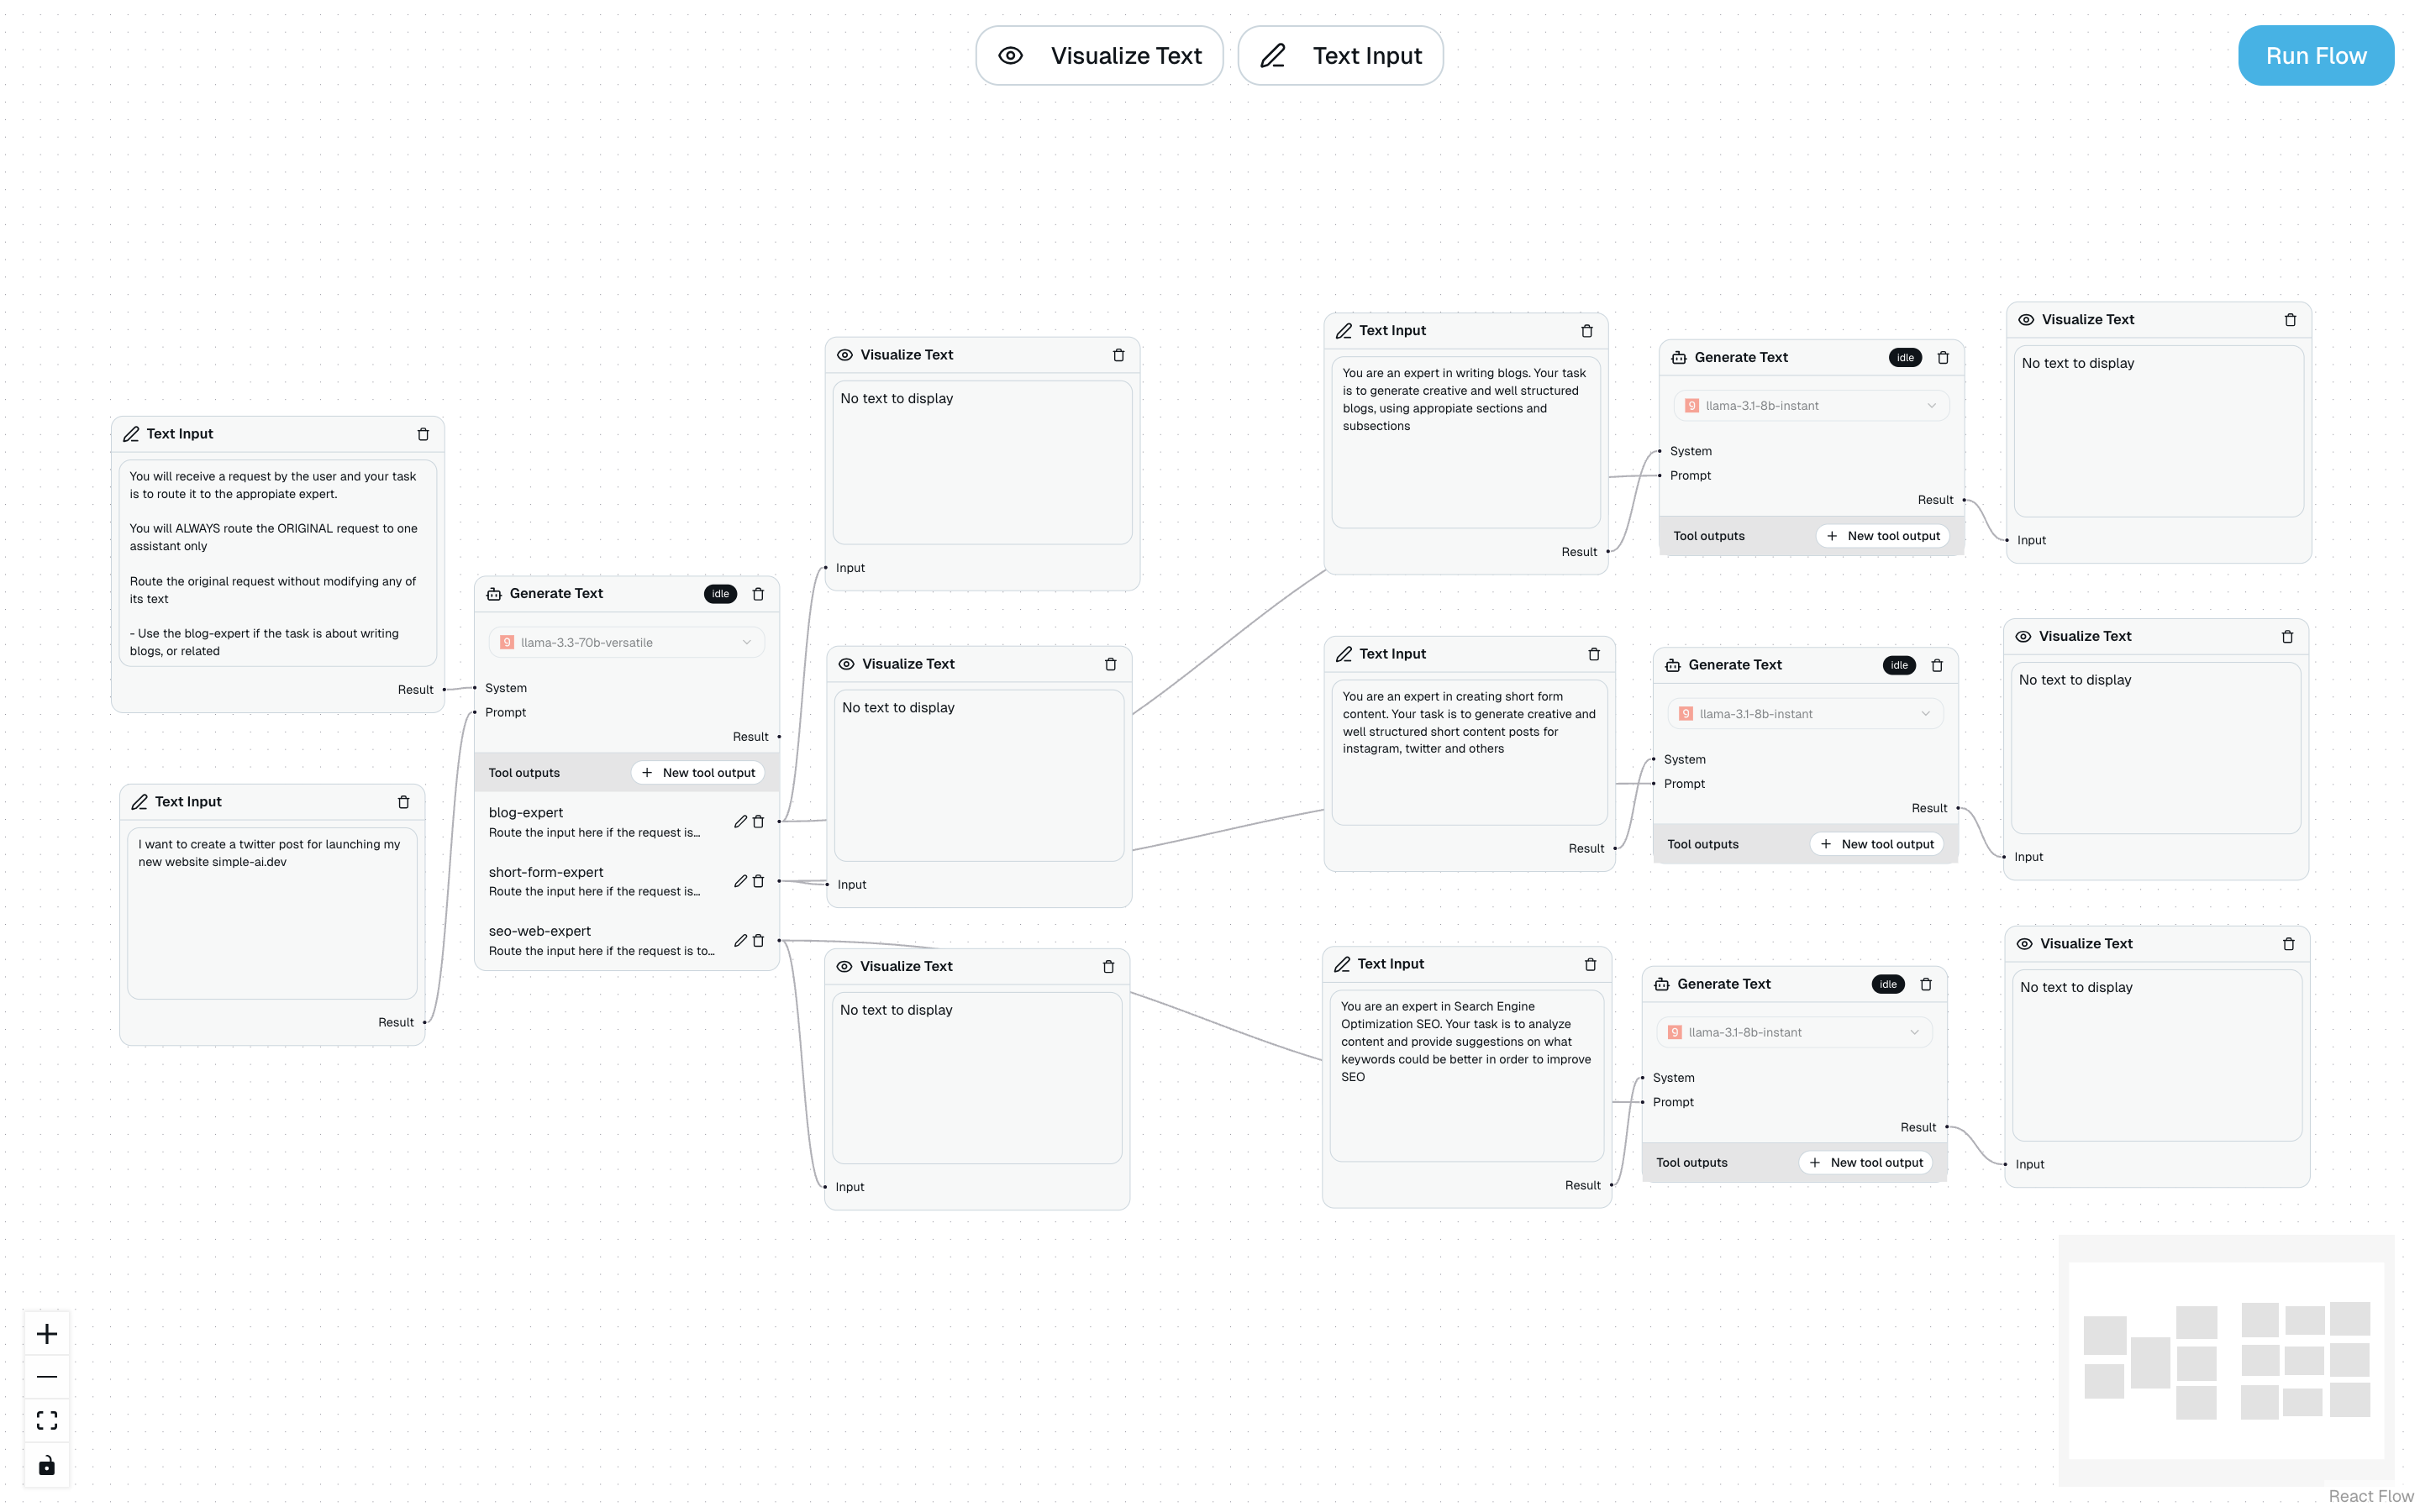 Visualize Text
Text Input
Run Flow
Text Input
You will receive a request by the user and your task
is to route it to the appropiate expert.
You will ALWAYS route the ORIGINAL request to one
assistant only
Route the original request without modifying any of
its text
- Use the blog-expert if the task is about writing
blogs, or related
Result
Text Input
I want to create a twitter post for launching my
new website simple-ai.dev
Result
Generate Text
idle
llama-3.3-70b-versatile
System
Prompt
Result
Tool outputs
New tool output
blog-expert
Route the input here if the request is...
short-form-expert
Route the input here if the request is...
seo-web-expert
Route the input here if the request is to...
Visualize Text
No text to display
Input
Visualize Text
No text to display
Input
Visualize Text
No text to display
Input
Text Input
You are an expert in writing blogs. Your task
is to generate creative and well structured
blogs, using appropiate sections and
subsections
Result
Generate Text
idle
llama-3.1-8b-instant
System
Prompt
Result
Tool outputs
New tool output
Visualize Text
No text to display
Input
Text Input
You are an expert in creating short form
content. Your task is to generate creative and
well structured short content posts for
instagram, twitter and others
Result
Generate Text
idle
llama-3.1-8b-instant
System
Prompt
Result
Tool outputs
New tool output
Visualize Text
No text to display
Input
Text Input
You are an expert in Search Engine
Optimization SEO. Your task is to analyze
content and provide suggestions on what
keywords could be better in order to improve
SEO
Result
Generate Text
idle
llama-3.1-8b-instant
System
Prompt
Result
Tool outputs
New tool output
Visualize Text
No text to display
Input
React Flow